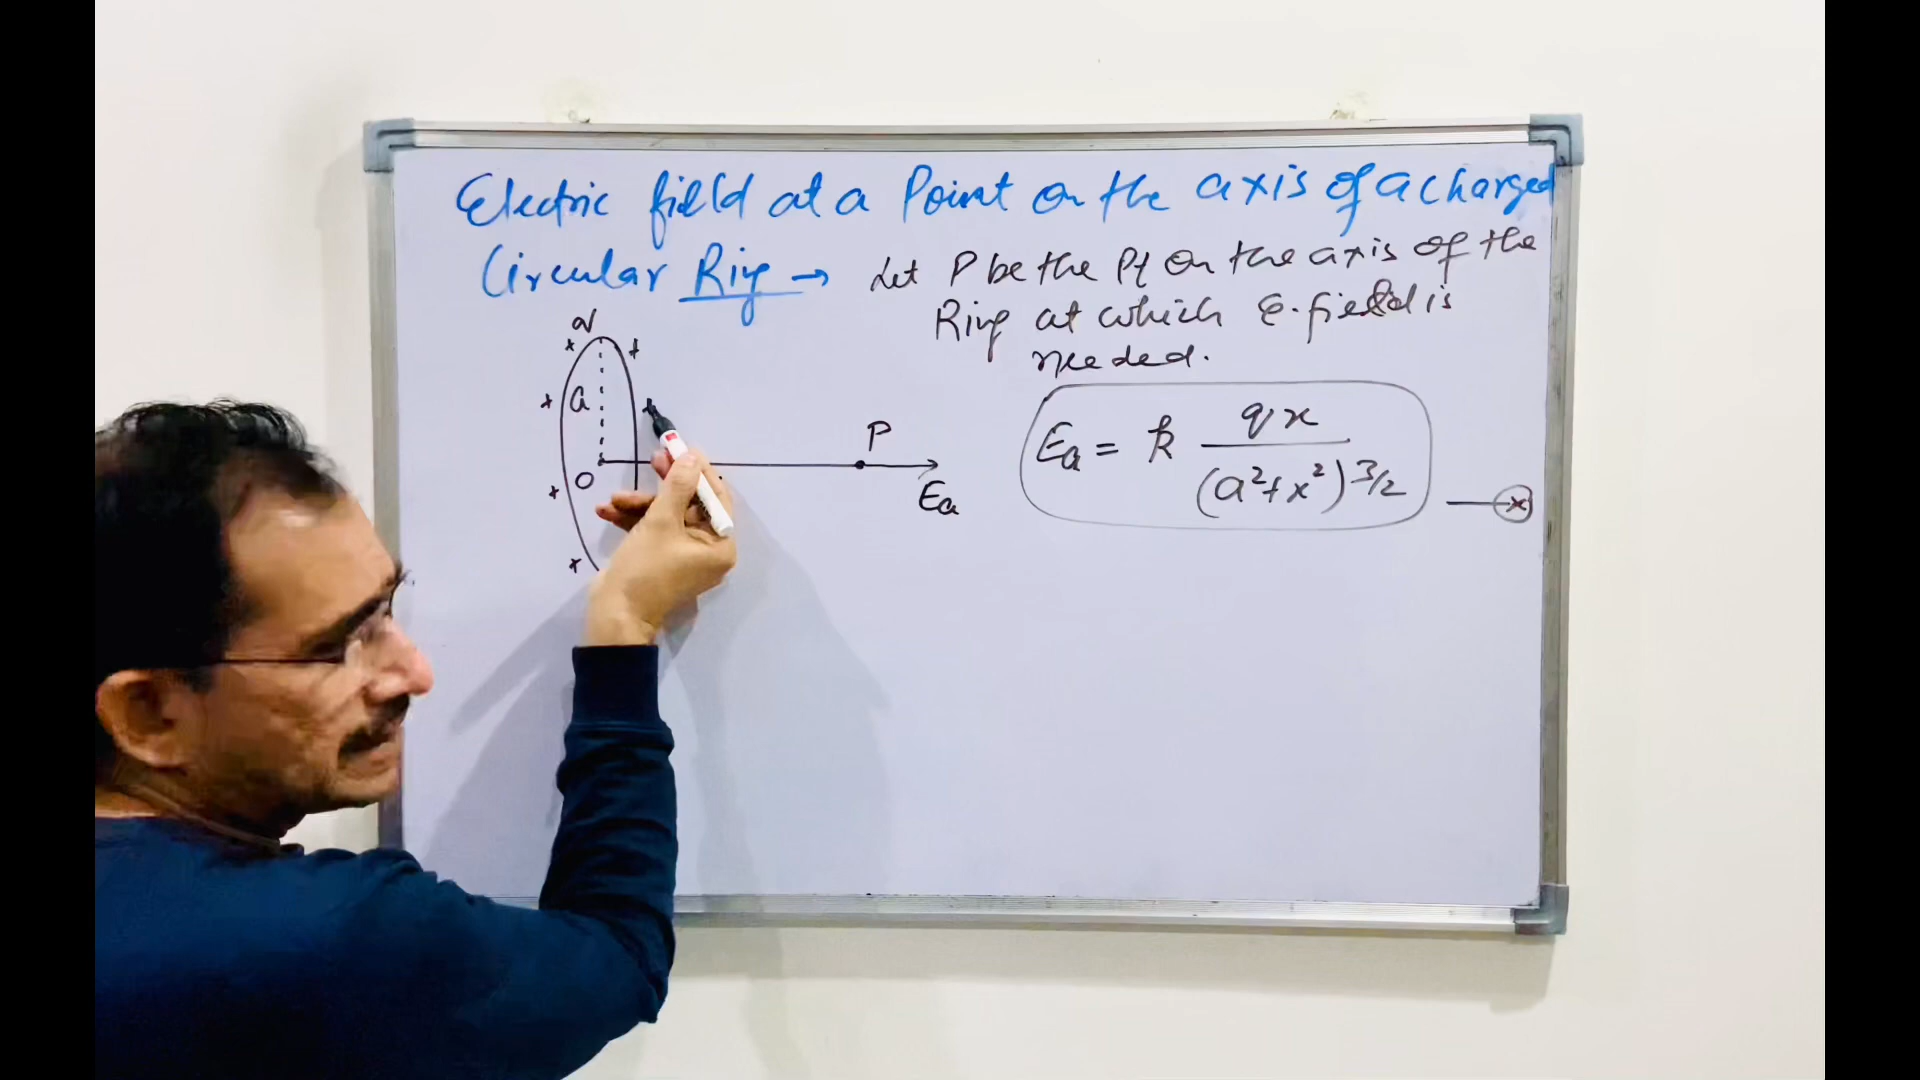 Electric field at a Point on the axis of a charged
Circular Ring → Let P be the Pt on the axis of the
Ring at which E. field is
needed.
q
+ +
+ a +
P
O
+
Ea
+
Ea = k qx / (a²+x²)^3/2 — x